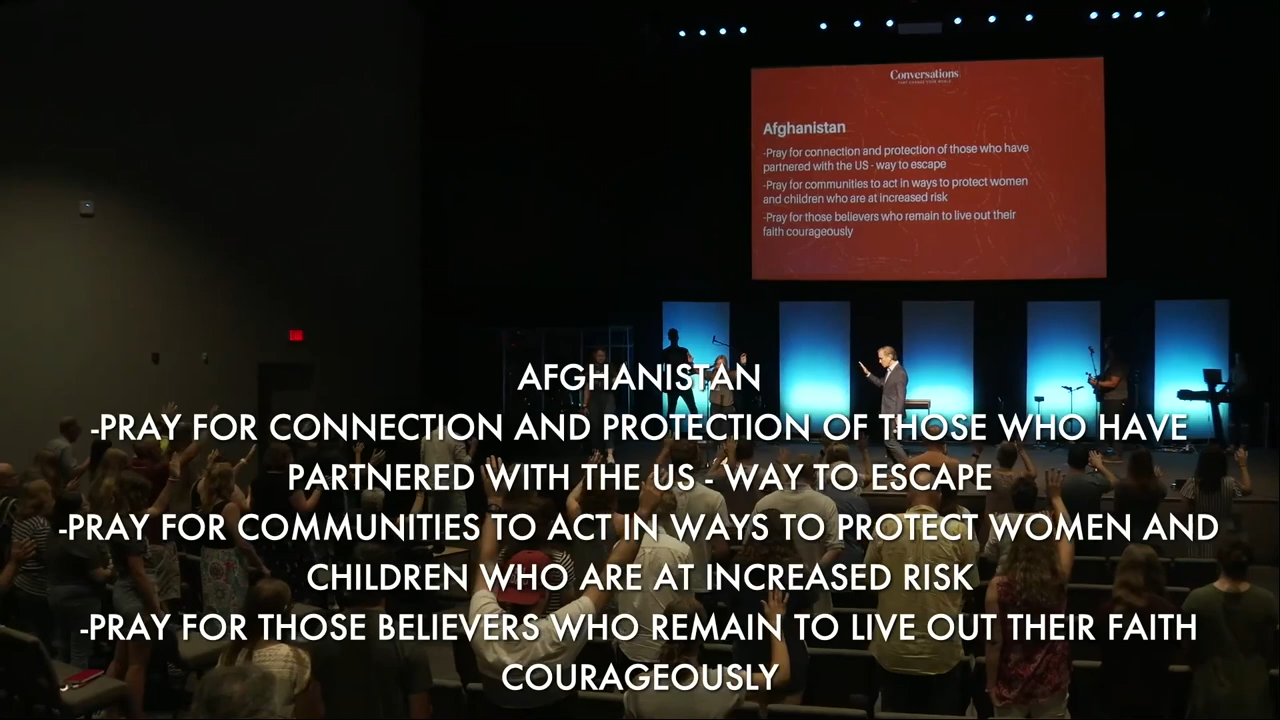 Conversations
THAT CHANGE YOUR WORLD
Afghanistan
-Pray for connection and protection of those who have
partnered with the US - way to escape
-Pray for communities to act in ways to protect women
and children who are at increased risk
-Pray for those believers who remain to live out their
faith courageously
AFGHANISTAN
-PRAY FOR CONNECTION AND PROTECTION OF THOSE WHO HAVE
PARTNERED WITH THE US - WAY TO ESCAPE
-PRAY FOR COMMUNITIES TO ACT IN WAYS TO PROTECT WOMEN AND
CHILDREN WHO ARE AT INCREASED RISK
-PRAY FOR THOSE BELIEVERS WHO REMAIN TO LIVE OUT THEIR FAITH
COURAGEOUSLY